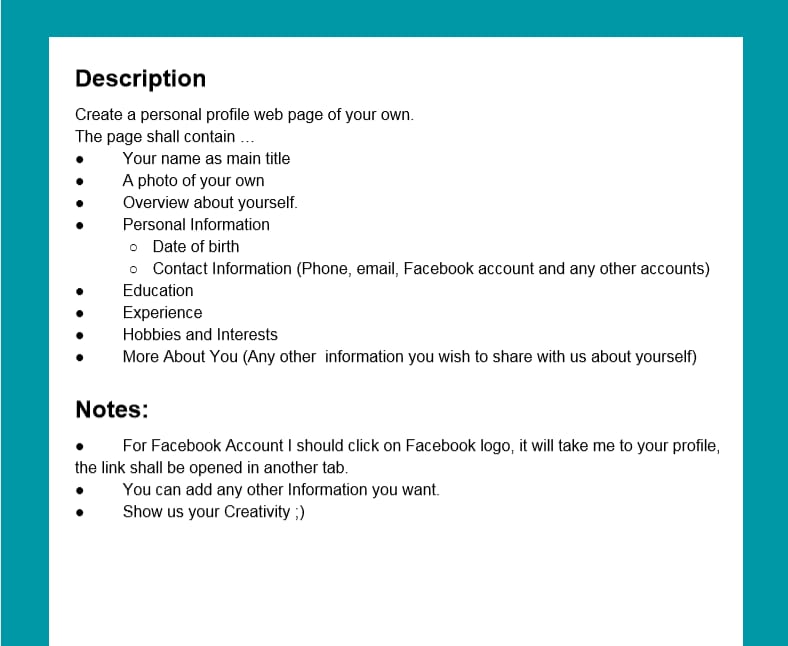 Description
Create a personal profile web page of your own.
The page shall contain ...
● Your name as main title
● A photo of your own
● Overview about yourself.
● Personal Information
○ Date of birth
○ Contact Information (Phone, email, Facebook account and any other accounts)
● Education
● Experience
● Hobbies and Interests
● More About You (Any other  information you wish to share with us about yourself)
Notes:
● For Facebook Account I should click on Facebook logo, it will take me to your profile,
the link shall be opened in another tab.
● You can add any other Information you want.
● Show us your Creativity ;)